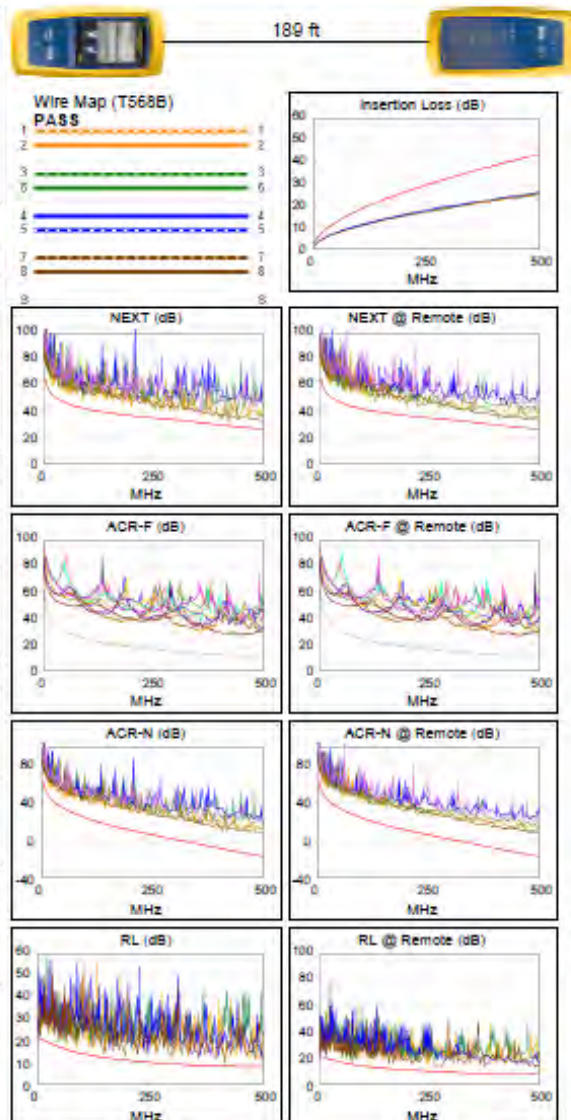 189 ft
Wire Map (T568B)
PASS
1 1
2 2
3 3
6 6
4 4
5 5
7 7
8 8
S S
Insertion Loss (dB)
60
50
40
30
20
10
0
0 250 500
MHz
NEXT (dB)
100
80
60
40
20
0
0 250 500
MHz
NEXT @ Remote (dB)
100
80
60
40
20
0
0 250 500
MHz
ACR-F (dB)
100
80
60
40
20
0
0 250 500
MHz
ACR-F @ Remote (dB)
100
80
60
40
20
0
0 250 500
MHz
ACR-N (dB)
80
40
0
-40
0 250 500
MHz
ACR-N @ Remote (dB)
80
40
0
-40
0 250 500
MHz
RL (dB)
60
50
40
30
20
10
0
0 250 500
MHz
RL @ Remote (dB)
100
80
60
40
20
0
0 250 500
MHz